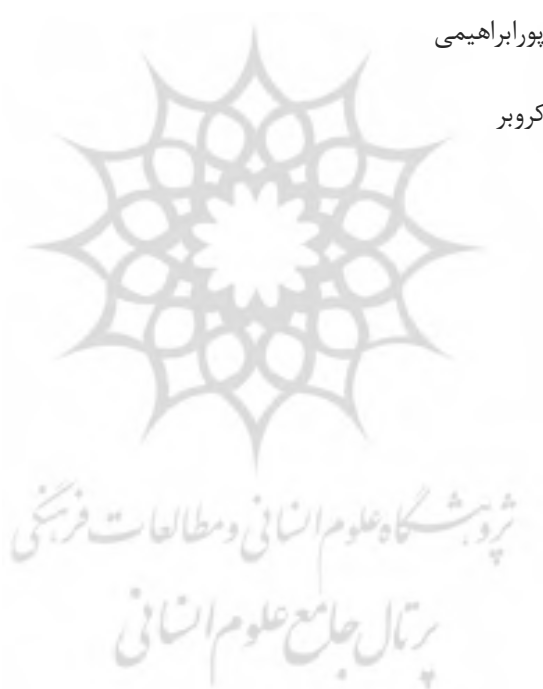 پورابراهیمی
کروبر
پژوهشگاه علوم انسانی و مطالعات فرهنگی
پرتال جامع علوم انسانی